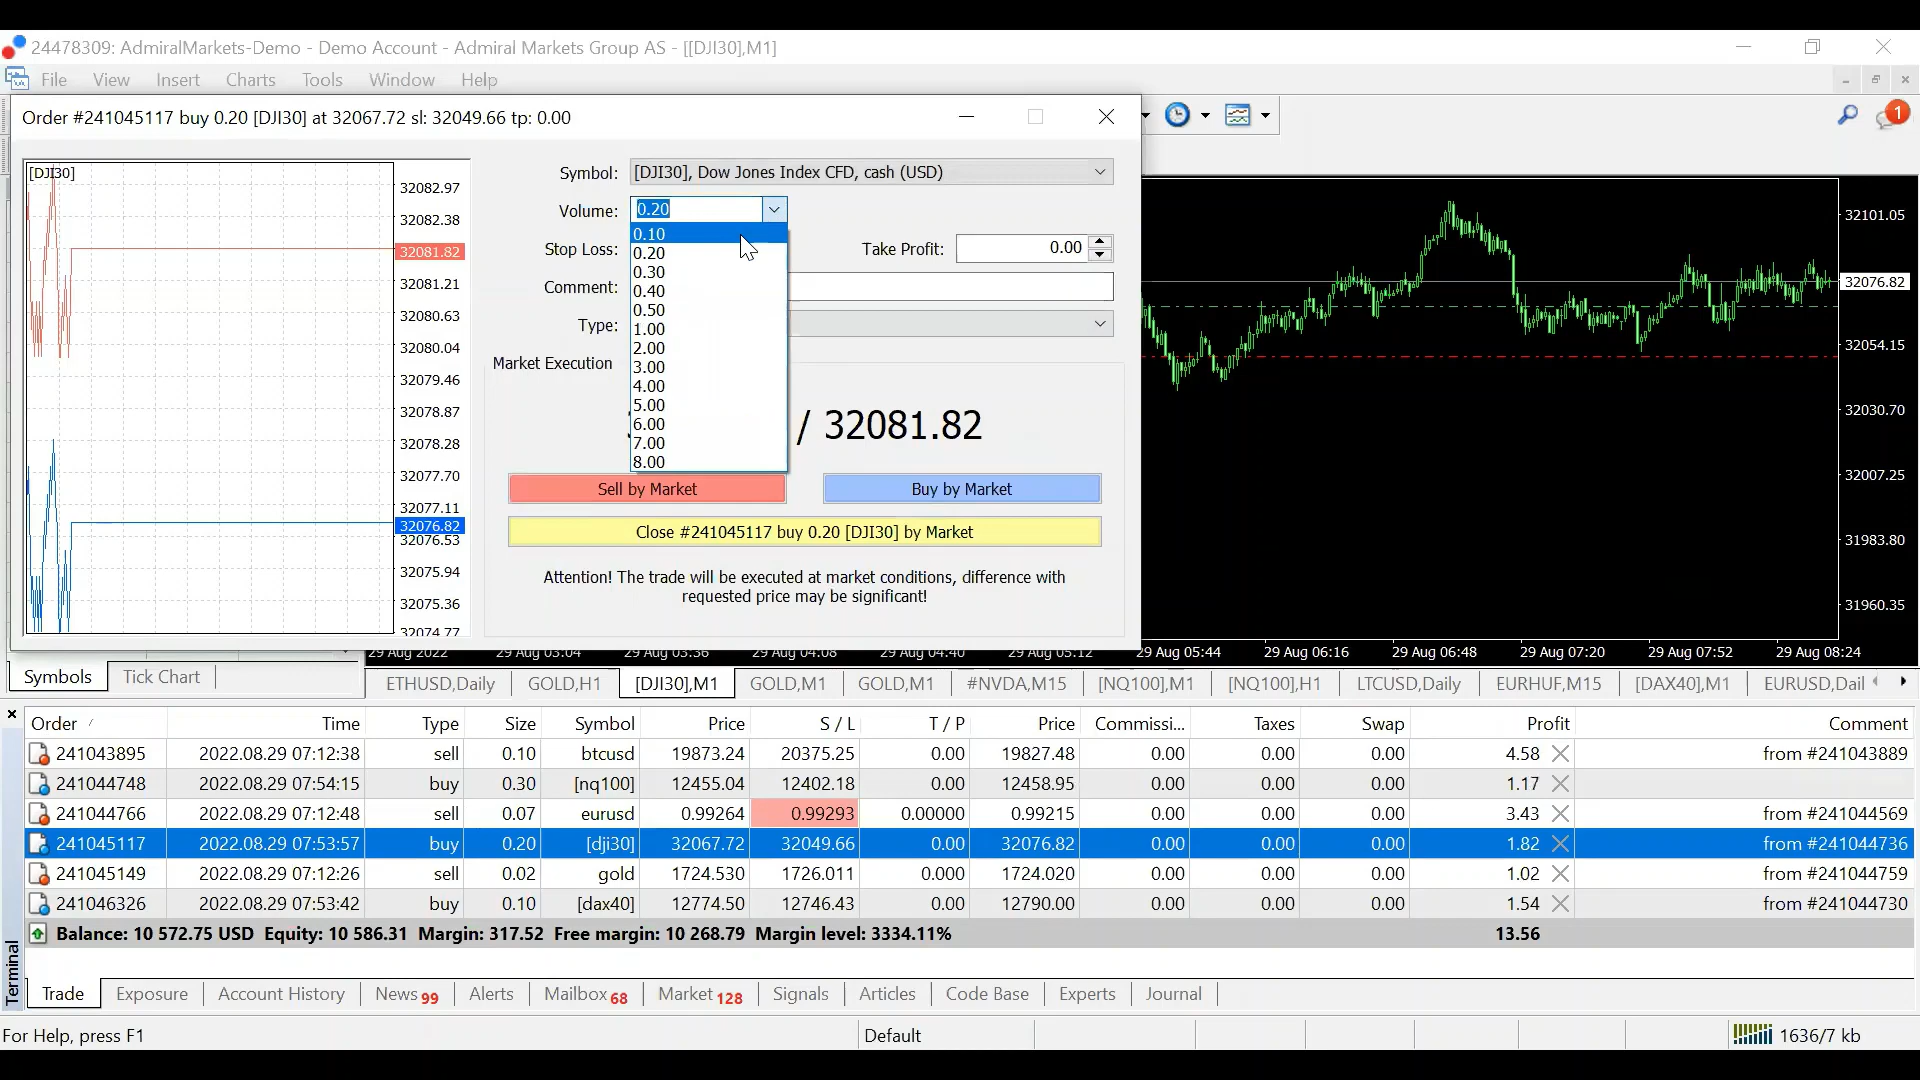 24478309: AdmiralMarkets-Demo - Demo Account - Admiral Markets Group AS - [[DJI30],M1]
File View Insert Charts Tools Window Help
Order #241045117 buy 0.20 [DJI30] at 32067.72 sl: 32049.66 tp: 0.00
1
[DJI30]
32082.97
32082.38
32081.82
32081.21
32080.63
32080.04
32079.46
32078.87
32078.28
32077.70
32077.11
32076.82
32076.53
32075.94
32075.36
32074.77
Symbol: [DJI30], Dow Jones Index CFD, cash (USD)
Volume: 0.20
Stop Loss:
Take Profit: 0.00
Comment:
Type:
0.10
0.20
0.30
0.40
0.50
1.00
2.00
3.00
4.00
5.00
6.00
7.00
8.00
Market Execution
/ 32081.82
Sell by Market
Buy by Market
Close #241045117 buy 0.20 [DJI30] by Market
Attention! The trade will be executed at market conditions, difference with
requested price may be significant!
32101.05
32076.82
32054.15
32030.70
32007.25
31983.80
31960.35
29 Aug 2022 29 Aug 03:04 29 Aug 03:36 29 Aug 04:08 29 Aug 04:40 29 Aug 05:12 29 Aug 05:44 29 Aug 06:16 29 Aug 06:48 29 Aug 07:20 29 Aug 07:52 29 Aug 08:24
Symbols Tick Chart
ETHUSD,Daily GOLD,H1 [DJI30],M1 GOLD,M1 GOLD,M1 #NVDA,M15 [NQ100],M1 [NQ100],H1 LTCUSD,Daily EURHUF,M15 [DAX40],M1 EURUSD,Dail
Order Time Type Size Symbol Price S / L T / P Price Commissi... Taxes Swap Profit Comment
241043895 2022.08.29 07:12:38 sell 0.10 btcusd 19873.24 20375.25 0.00 19827.48 0.00 0.00 0.00 4.58 from #241043889
241044748 2022.08.29 07:54:15 buy 0.30 [nq100] 12455.04 12402.18 0.00 12458.95 0.00 0.00 0.00 1.17
241044766 2022.08.29 07:12:48 sell 0.07 eurusd 0.99264 0.99293 0.00000 0.99215 0.00 0.00 0.00 3.43 from #241044569
241045117 2022.08.29 07:53:57 buy 0.20 [dji30] 32067.72 32049.66 0.00 32076.82 0.00 0.00 0.00 1.82 from #241044736
241045149 2022.08.29 07:12:26 sell 0.02 gold 1724.530 1726.011 0.000 1724.020 0.00 0.00 0.00 1.02 from #241044759
241046326 2022.08.29 07:53:42 buy 0.10 [dax40] 12774.50 12746.43 0.00 12790.00 0.00 0.00 0.00 1.54 from #241044730
Balance: 10 572.75 USD Equity: 10 586.31 Margin: 317.52 Free margin: 10 268.79 Margin level: 3334.11% 13.56
Terminal
Trade Exposure Account History News 99 Alerts Mailbox 68 Market 128 Signals Articles Code Base Experts Journal
For Help, press F1
Default
1636/7 kb